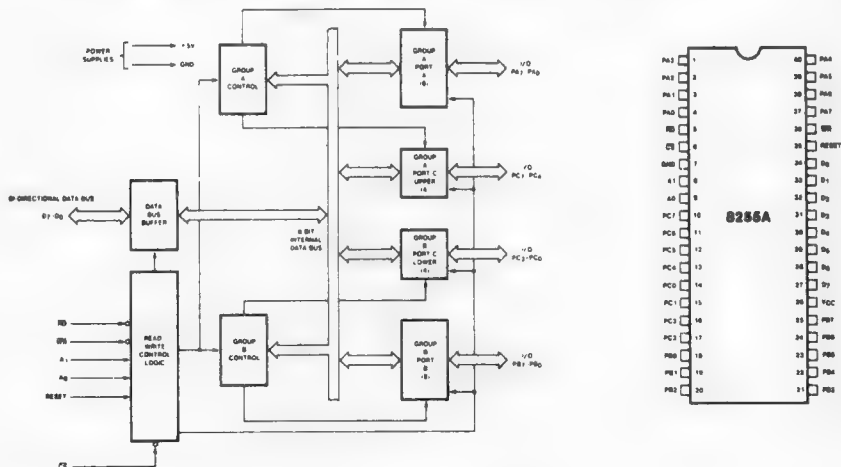 POWER
SUPPLIES
+5V
GND
GROUP
A
CONTROL
GROUP
A
PORT
A
(8)
I/O
PA7-PA0
GROUP
A
PORT C
UPPER
(4)
I/O
PC7-PC4
BI-DIRECTIONAL DATA BUS
D7-D0
DATA
BUS
BUFFER
8 BIT
INTERNAL
DATA BUS
GROUP
B
PORT C
LOWER
(4)
I/O
PC3-PC0
RD
WR
A1
A0
RESET
CS
READ
WRITE
CONTROL
LOGIC
GROUP
B
CONTROL
GROUP
B
PORT
B
(8)
I/O
PB7-PB0
8255A
PA3 1 40 PA4
PA2 2 39 PA5
PA1 3 38 PA6
PA0 4 37 PA7
RD 5 36 WR
CS 6 35 RESET
GND 7 34 D0
A1 8 33 D1
A0 9 32 D2
PC7 10 31 D3
PC6 11 30 D4
PC5 12 29 D5
PC4 13 28 D6
PC0 14 27 D7
PC1 15 26 VCC
PC2 16 25 PB7
PC3 17 24 PB6
PB0 18 23 PB5
PB1 19 22 PB4
PB2 20 21 PB3